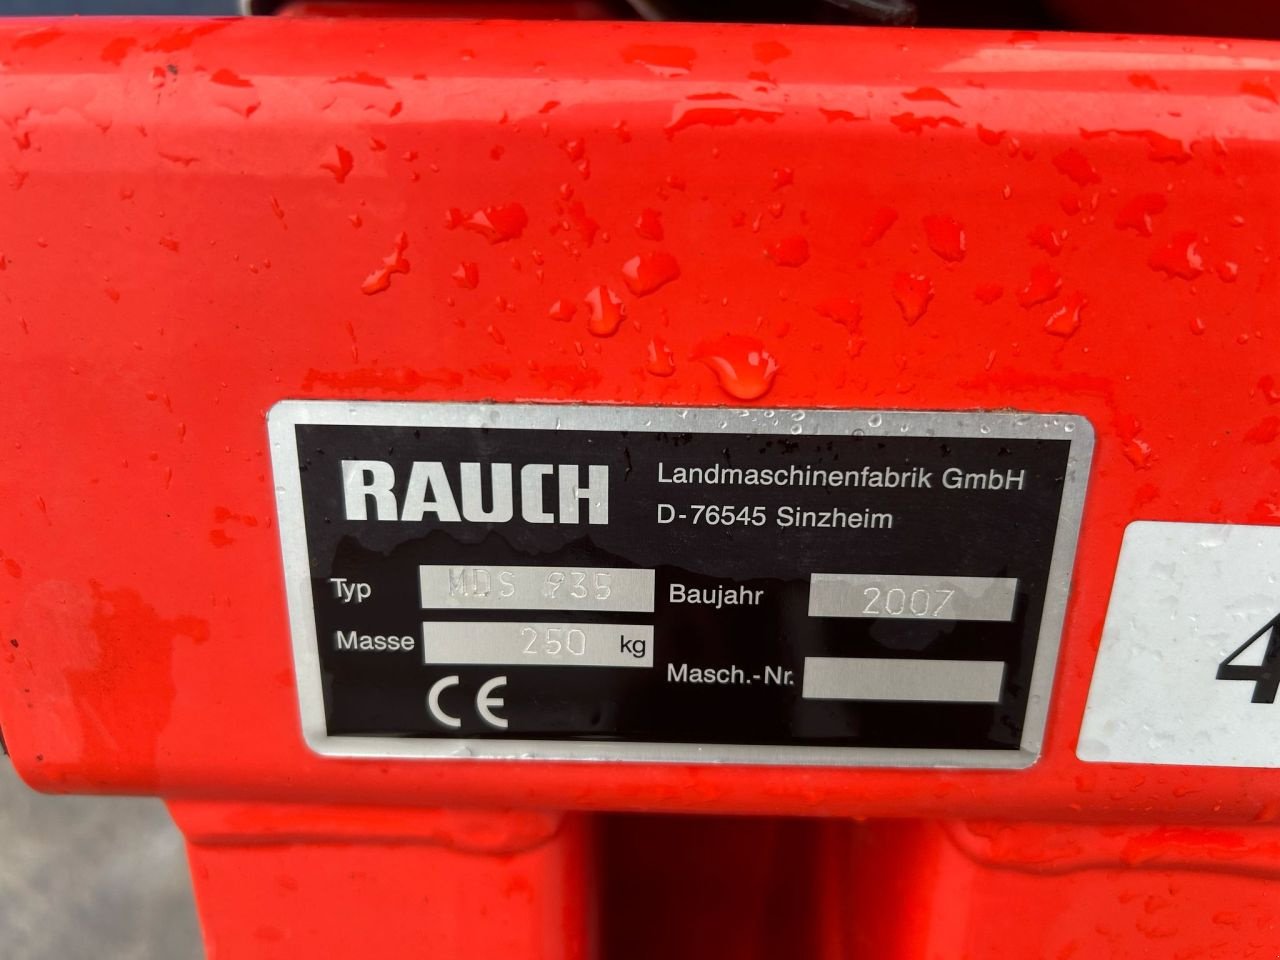 RAUCH
Landmaschinenfabrik GmbH
D-76545 Sinzheim
Typ MDS 935
Baujahr 2007
Masse 250 kg
Masch.-Nr.
CE
4